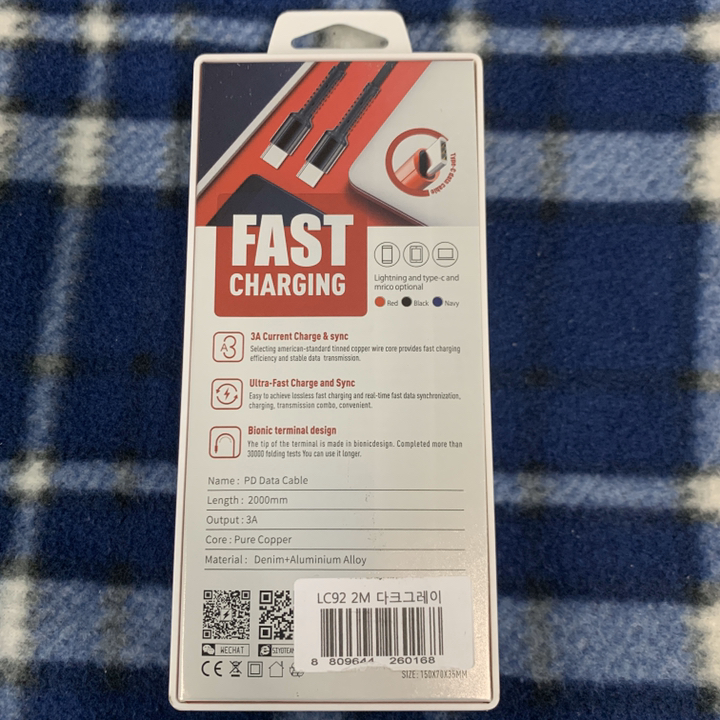 Type-C data cable
FAST
CHARGING
Lightning and type-c and
mrico optional
Red Black Navy
3A Current Charge & sync
Selecting american-standard tinned copper wire core provides fast charging
efficiency and stable data transmission.
Ultra-Fast Charge and Sync
Easy to achieve lossless fast charging and real-time fast data synchronization,
charging, transmission combo, convenient.
Bionic terminal design
The tip of the terminal is made in bionicdesign. Completed more than
30000 folding tests You can use it longer.
Name : PD Data Cable
Length : 2000mm
Output : 3A
Core : Pure Copper
Material : Denim+Aluminium Alloy
LC92 2M 다크그레이
8 809644 260168
WECHAT
CE
SIZE: 150X70X35MM